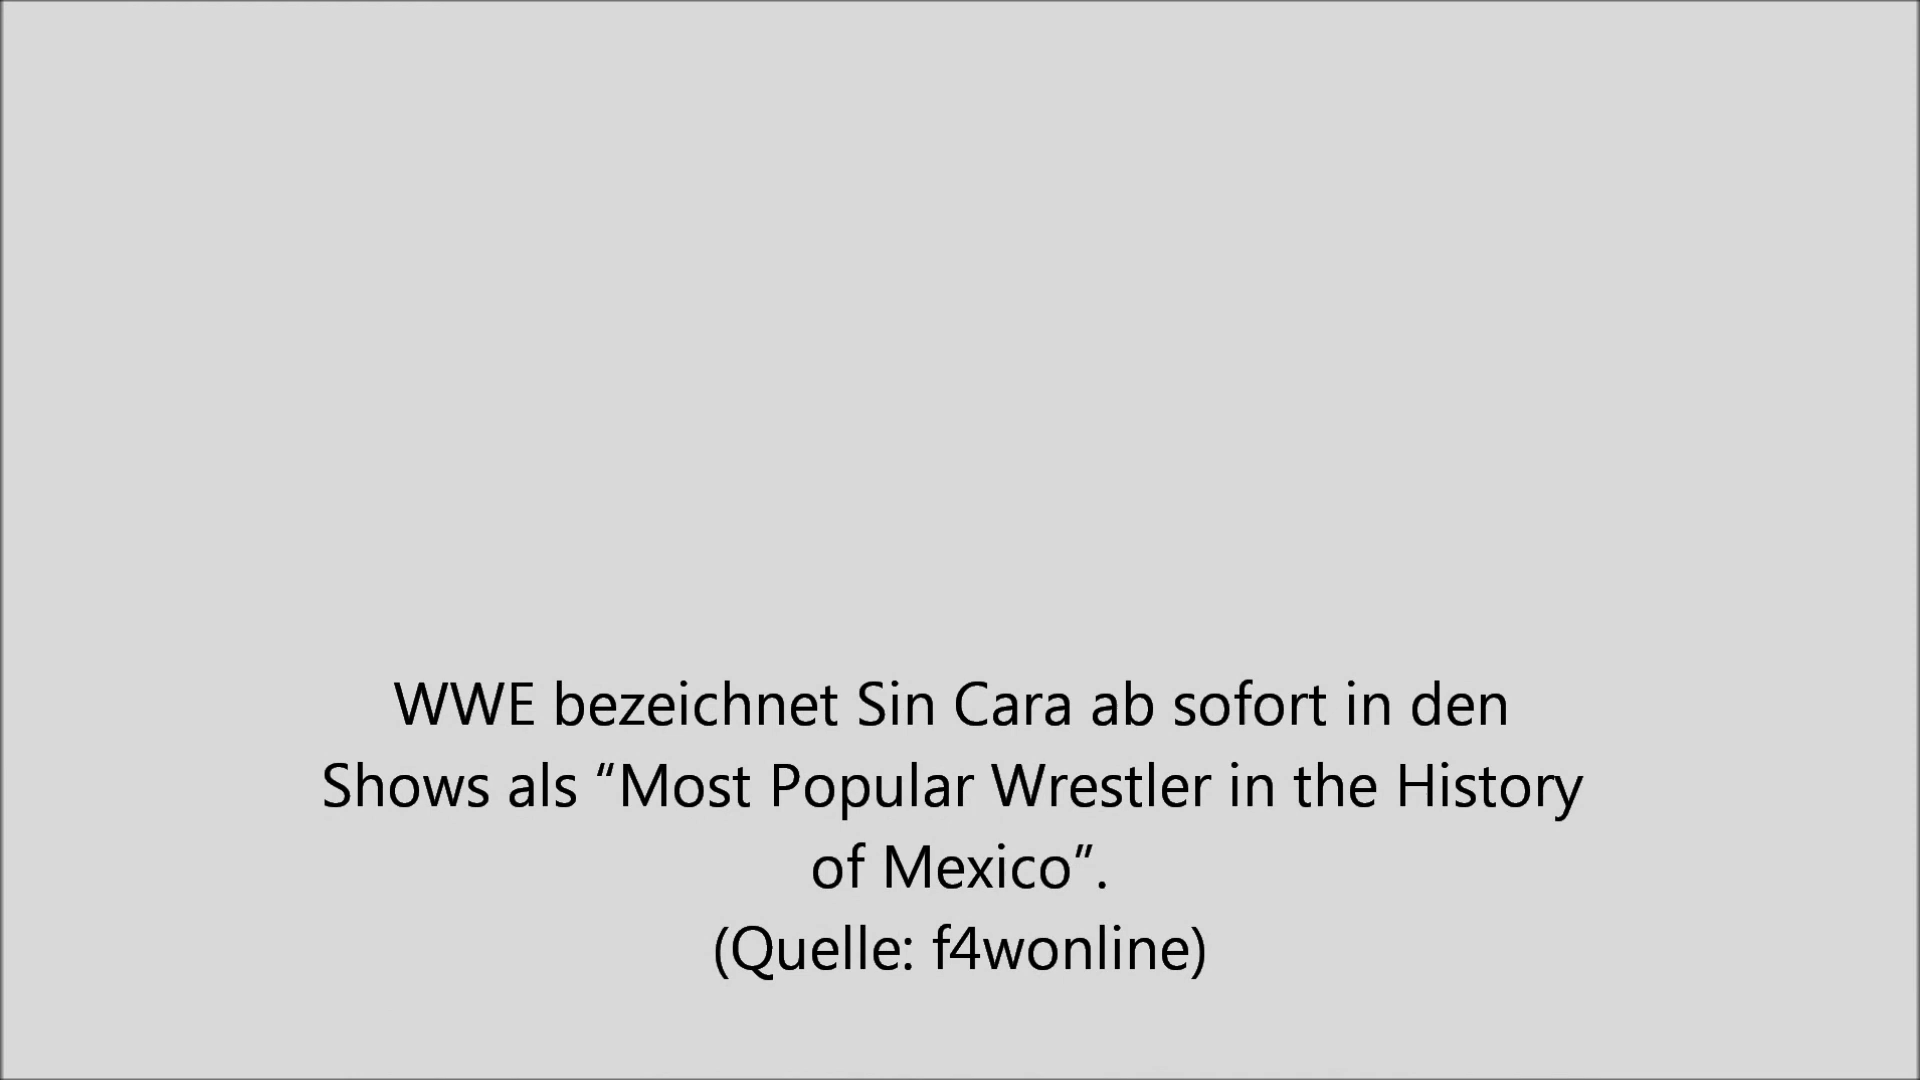 WWE bezeichnet Sin Cara ab sofort in den
Shows als “Most Popular Wrestler in the History
of Mexico”.
(Quelle: f4wonline)